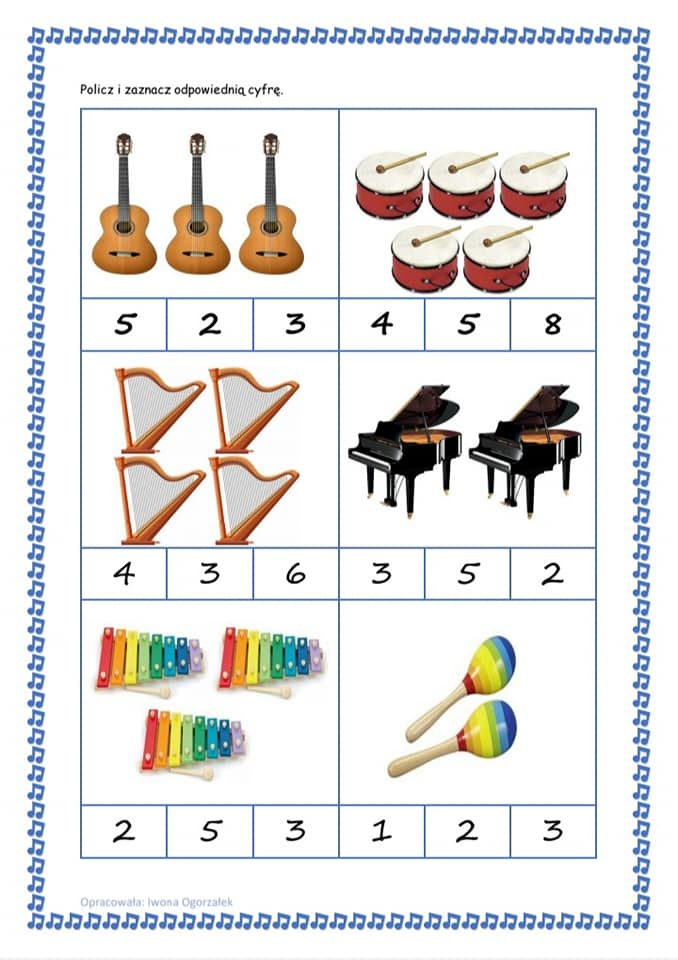 Policz i zaznacz odpowiednią cyfrę.
5 2 3 4 5 8
4 3 6 3 5 2
2 5 3 1 2 3
Opracowała: Iwona Ogorzałek